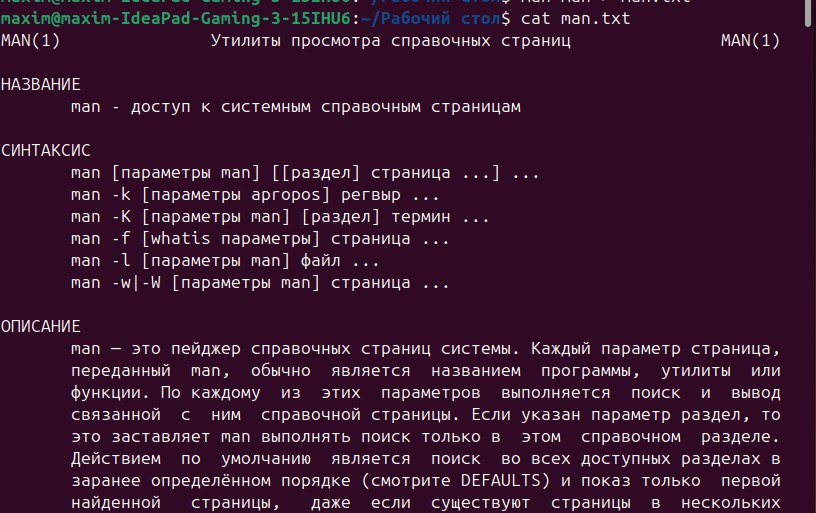 maxim@maxim-IdeaPad-Gaming-3-15IHU6:~/Рабочий стол$ man man > man.txt
maxim@maxim-IdeaPad-Gaming-3-15IHU6:~/Рабочий стол$ cat man.txt
MAN(1) Утилиты просмотра справочных страниц MAN(1)
НАЗВАНИЕ
man - доступ к системным справочным страницам
СИНТАКСИС
man [параметры man] [[раздел] страница ...] ...
man -k [параметры apropos] регвыр ...
man -K [параметры man] [раздел] термин ...
man -f [whatis параметры] страница ...
man -l [параметры man] файл ...
man -w|-W [параметры man] страница ...
ОПИСАНИЕ
man — это пейджер справочных страниц системы. Каждый параметр страница,
переданный man, обычно является названием программы, утилиты или
функции. По каждому из этих параметров выполняется поиск и вывод
связанной с ним справочной страницы. Если указан параметр раздел, то
это заставляет man выполнять поиск только в этом справочном разделе.
Действием по умолчанию является поиск во всех доступных разделах в
заранее определённом порядке (смотрите DEFAULTS) и показ только первой
найденной страницы, даже если существуют страницы в нескольких